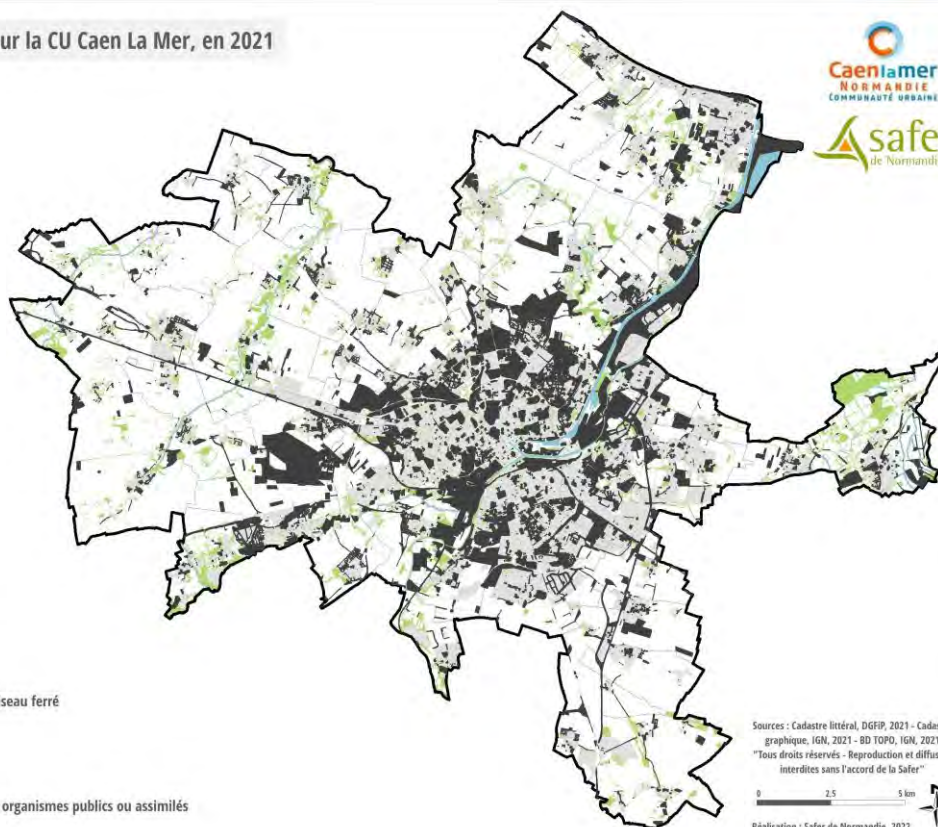 ur la CU Caen La Mer, en 2021
Caenlamer
NORMANDIE
COMMUNAUTÉ URBAINE
safe
de Normandi
seau ferré
organismes publics ou assimilés
Sources : Cadastre littéral, DGFiP, 2021 - Cadas
graphique, IGN, 2021 - BD TOPO, IGN, 2021
"Tous droits réservés - Reproduction et diffus
interdites sans l'accord de la Safer"
0 2,5 5 km
Réalisation : Safer de Normandie, 2022